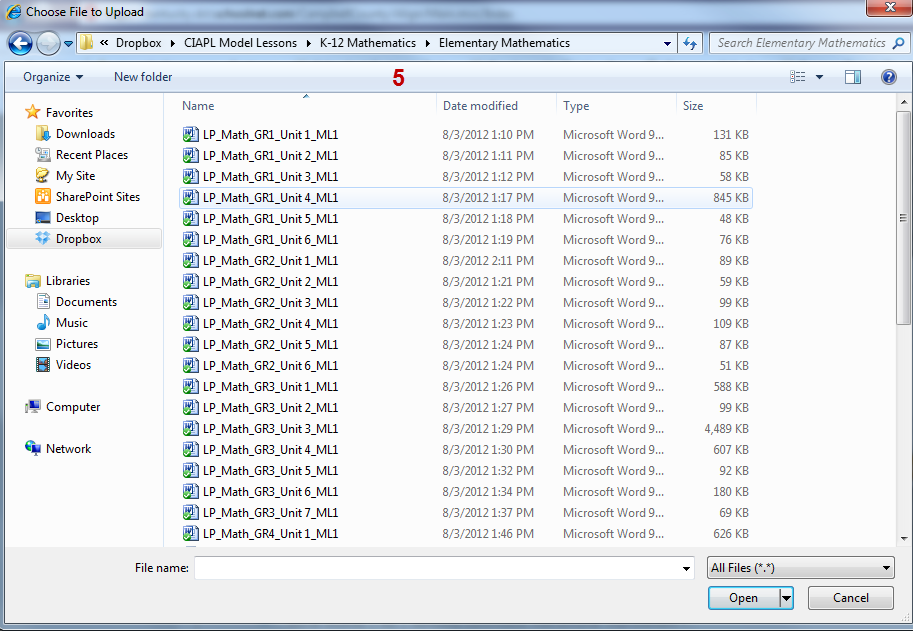 Choose File to Upload
« Dropbox CIAPL Model Lessons K-12 Mathematics Elementary Mathematics Search Elementary Mathematics
Organize New folder 5
Name Date modified Type Size
Favorites
Downloads
Recent Places
My Site
SharePoint Sites
Desktop
Dropbox
Libraries
Documents
Music
Pictures
Videos
Computer
Network
LP_Math_GR1_Unit 1_ML1 8/3/2012 1:10 PM Microsoft Word 9... 131 KB
LP_Math_GR1_Unit 2_ML1 8/3/2012 1:11 PM Microsoft Word 9... 85 KB
LP_Math_GR1_Unit 3_ML1 8/3/2012 1:12 PM Microsoft Word 9... 58 KB
LP_Math_GR1_Unit 4_ML1 8/3/2012 1:17 PM Microsoft Word 9... 845 KB
LP_Math_GR1_Unit 5_ML1 8/3/2012 1:18 PM Microsoft Word 9... 48 KB
LP_Math_GR1_Unit 6_ML1 8/3/2012 1:19 PM Microsoft Word 9... 76 KB
LP_Math_GR2_Unit 1_ML1 8/3/2012 2:11 PM Microsoft Word 9... 89 KB
LP_Math_GR2_Unit 2_ML1 8/3/2012 1:21 PM Microsoft Word 9... 59 KB
LP_Math_GR2_Unit 3_ML1 8/3/2012 1:22 PM Microsoft Word 9... 99 KB
LP_Math_GR2_Unit 4_ML1 8/3/2012 1:23 PM Microsoft Word 9... 109 KB
LP_Math_GR2_Unit 5_ML1 8/3/2012 1:24 PM Microsoft Word 9... 87 KB
LP_Math_GR2_Unit 6_ML1 8/3/2012 1:24 PM Microsoft Word 9... 51 KB
LP_Math_GR3_Unit 1_ML1 8/3/2012 1:26 PM Microsoft Word 9... 588 KB
LP_Math_GR3_Unit 2_ML1 8/3/2012 1:27 PM Microsoft Word 9... 99 KB
LP_Math_GR3_Unit 3_ML1 8/3/2012 1:29 PM Microsoft Word 9... 4,489 KB
LP_Math_GR3_Unit 4_ML1 8/3/2012 1:30 PM Microsoft Word 9... 607 KB
LP_Math_GR3_Unit 5_ML1 8/3/2012 1:32 PM Microsoft Word 9... 92 KB
LP_Math_GR3_Unit 6_ML1 8/3/2012 1:34 PM Microsoft Word 9... 180 KB
LP_Math_GR3_Unit 7_ML1 8/3/2012 1:37 PM Microsoft Word 9... 69 KB
LP_Math_GR4_Unit 1_ML1 8/3/2012 1:46 PM Microsoft Word 9... 626 KB
File name: All Files (*.*)
Open Cancel